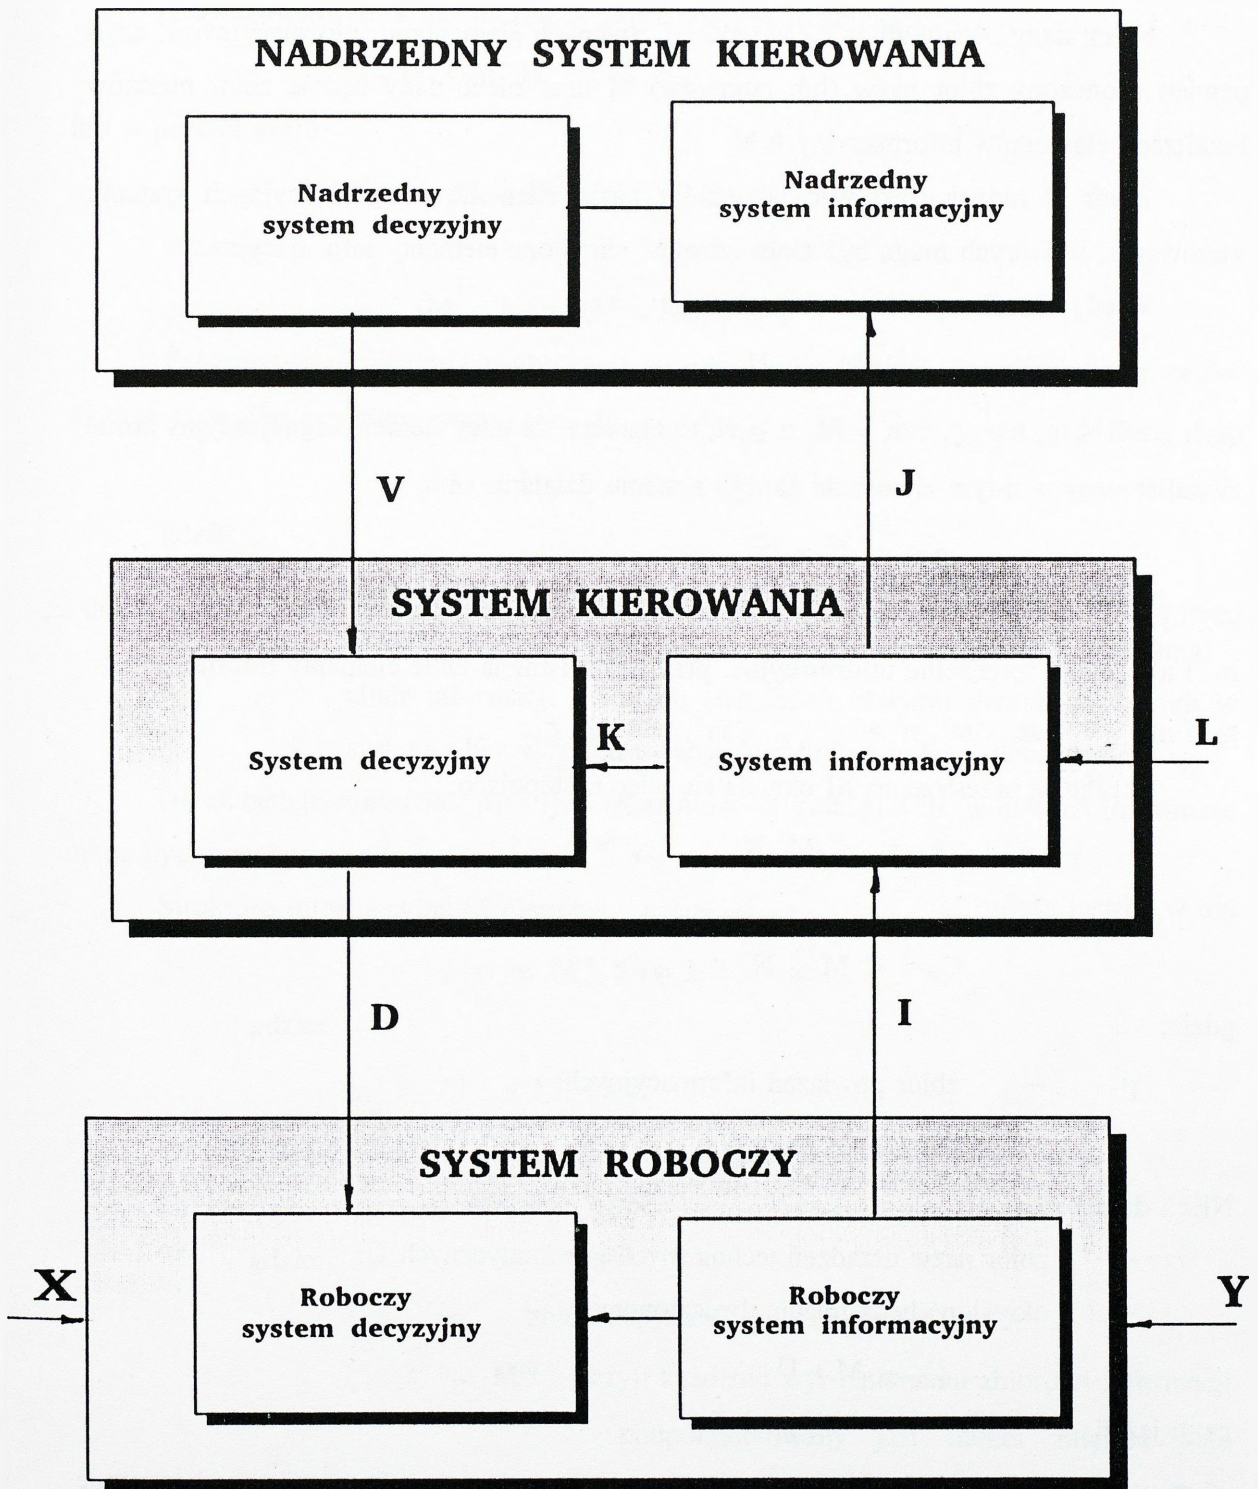 NADRZEDNY SYSTEM KIEROWANIA
Nadrzedny
system decyzyjny
Nadrzedny
system informacyjny
V
J
SYSTEM KIEROWANIA
System decyzyjny
K
System informacyjny
L
D
I
SYSTEM ROBOCZY
X
Roboczy
system decyzyjny
Roboczy
system informacyjny
Y